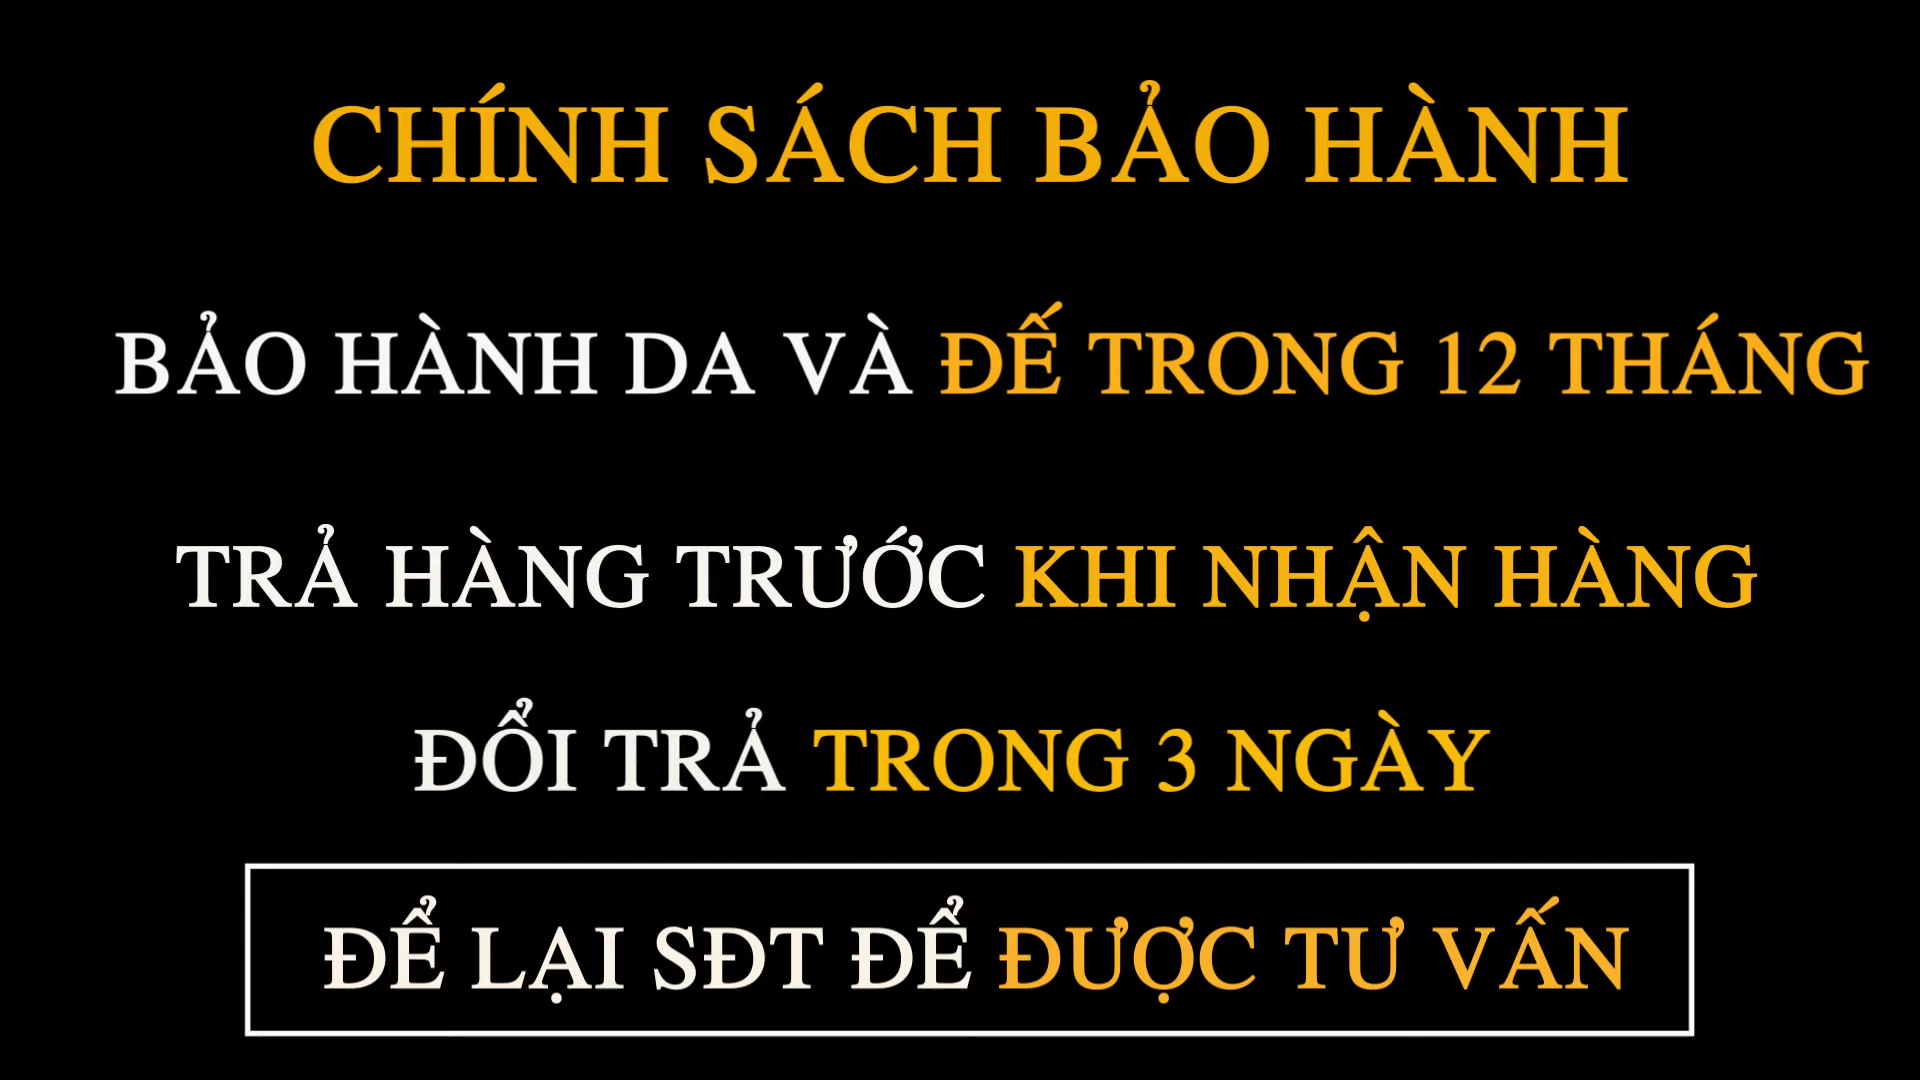 CHÍNH SÁCH BẢO HÀNH
BẢO HÀNH DA VÀ ĐẾ TRONG 12 THÁNG
TRẢ HÀNG TRƯỚC KHI NHẬN HÀNG
ĐỔI TRẢ TRONG 3 NGÀY
ĐỂ LẠI SĐT ĐỂ ĐƯỢC TƯ VẤN